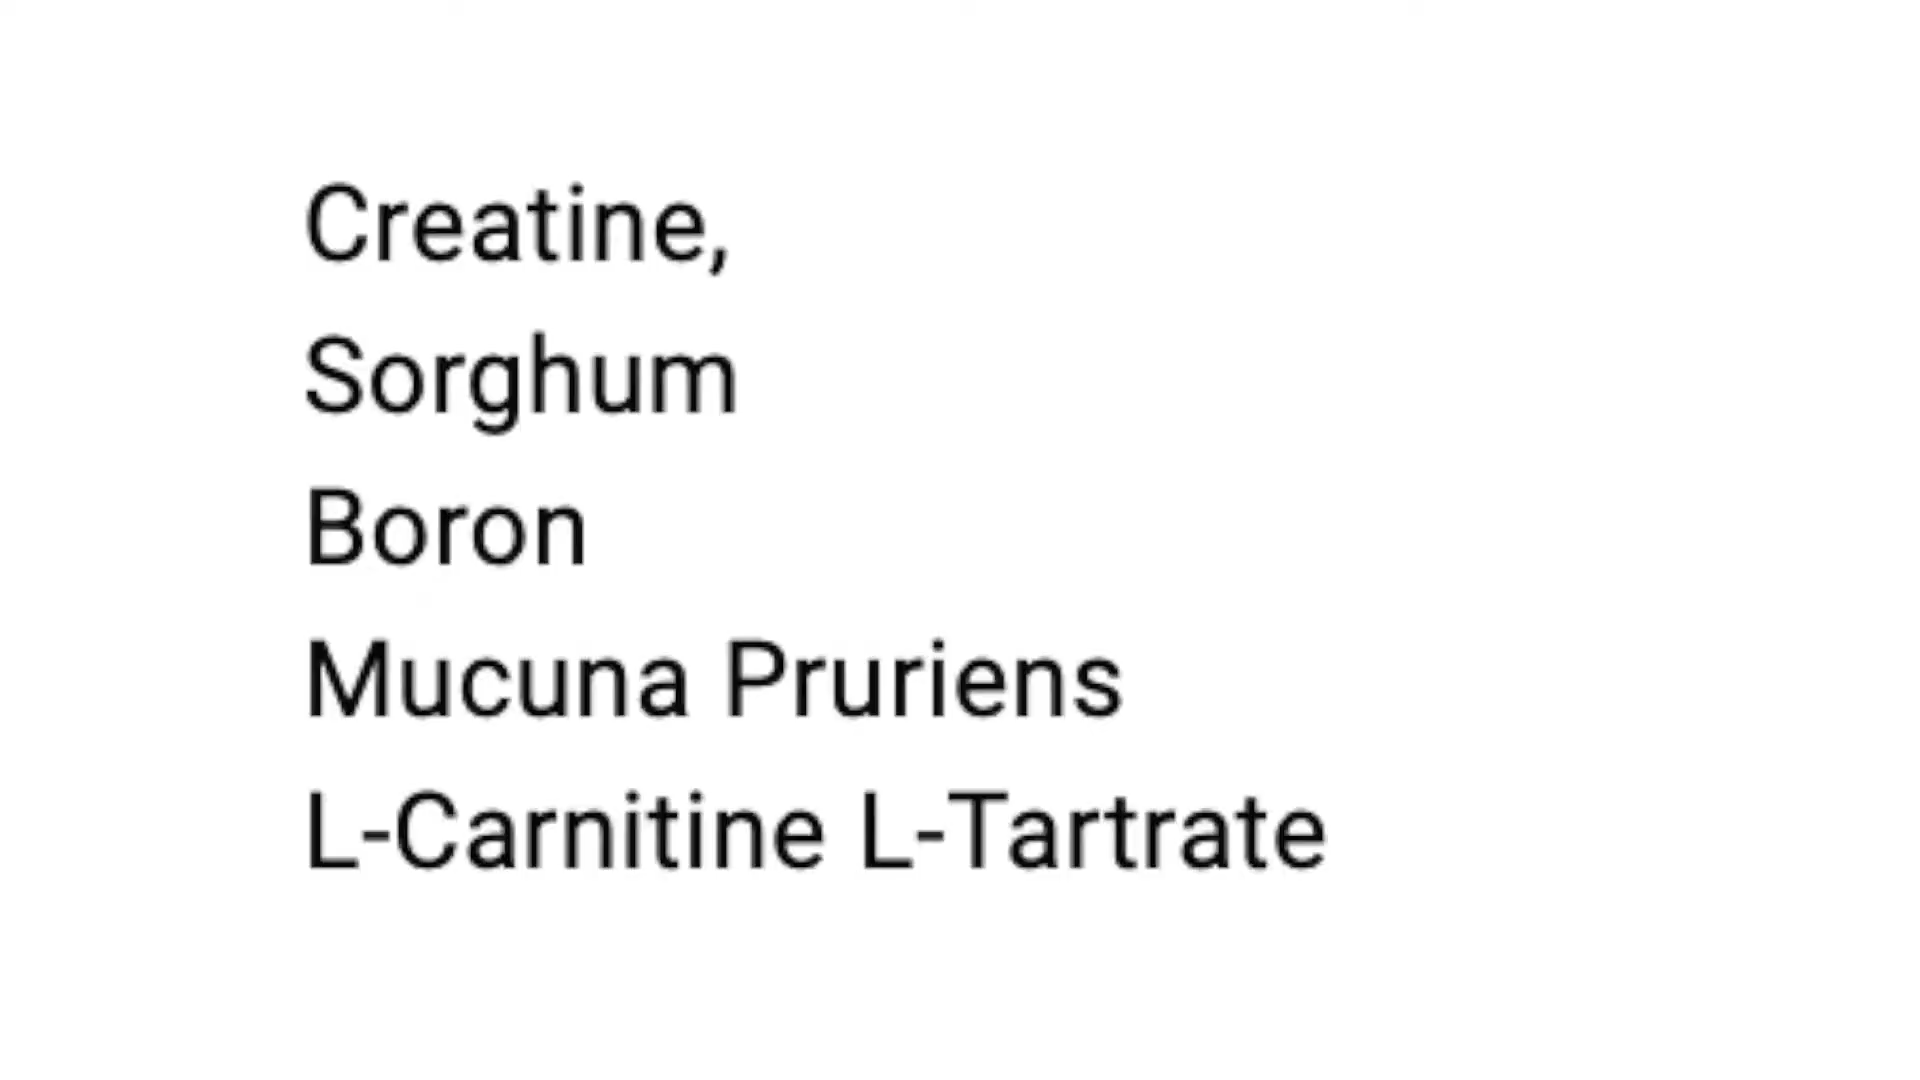 Creatine,
Sorghum
Boron
Mucuna Pruriens
L-Carnitine L-Tartrate